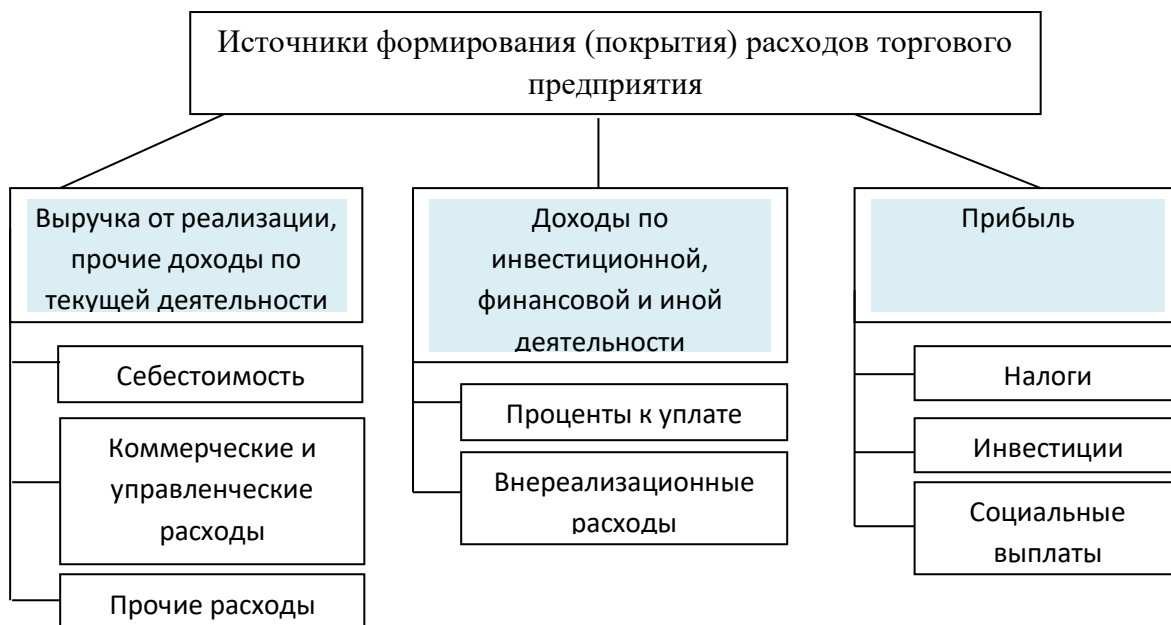 Источники формирования (покрытия) расходов торгового
предприятия
Выручка от реализации,
прочие доходы по
текущей деятельности
Себестоимость
Коммерческие и
управленческие
расходы
Прочие расходы
Доходы по
инвестиционной,
финансовой и иной
деятельности
Проценты к уплате
Внереализационные
расходы
Прибыль
Налоги
Инвестиции
Социальные
выплаты